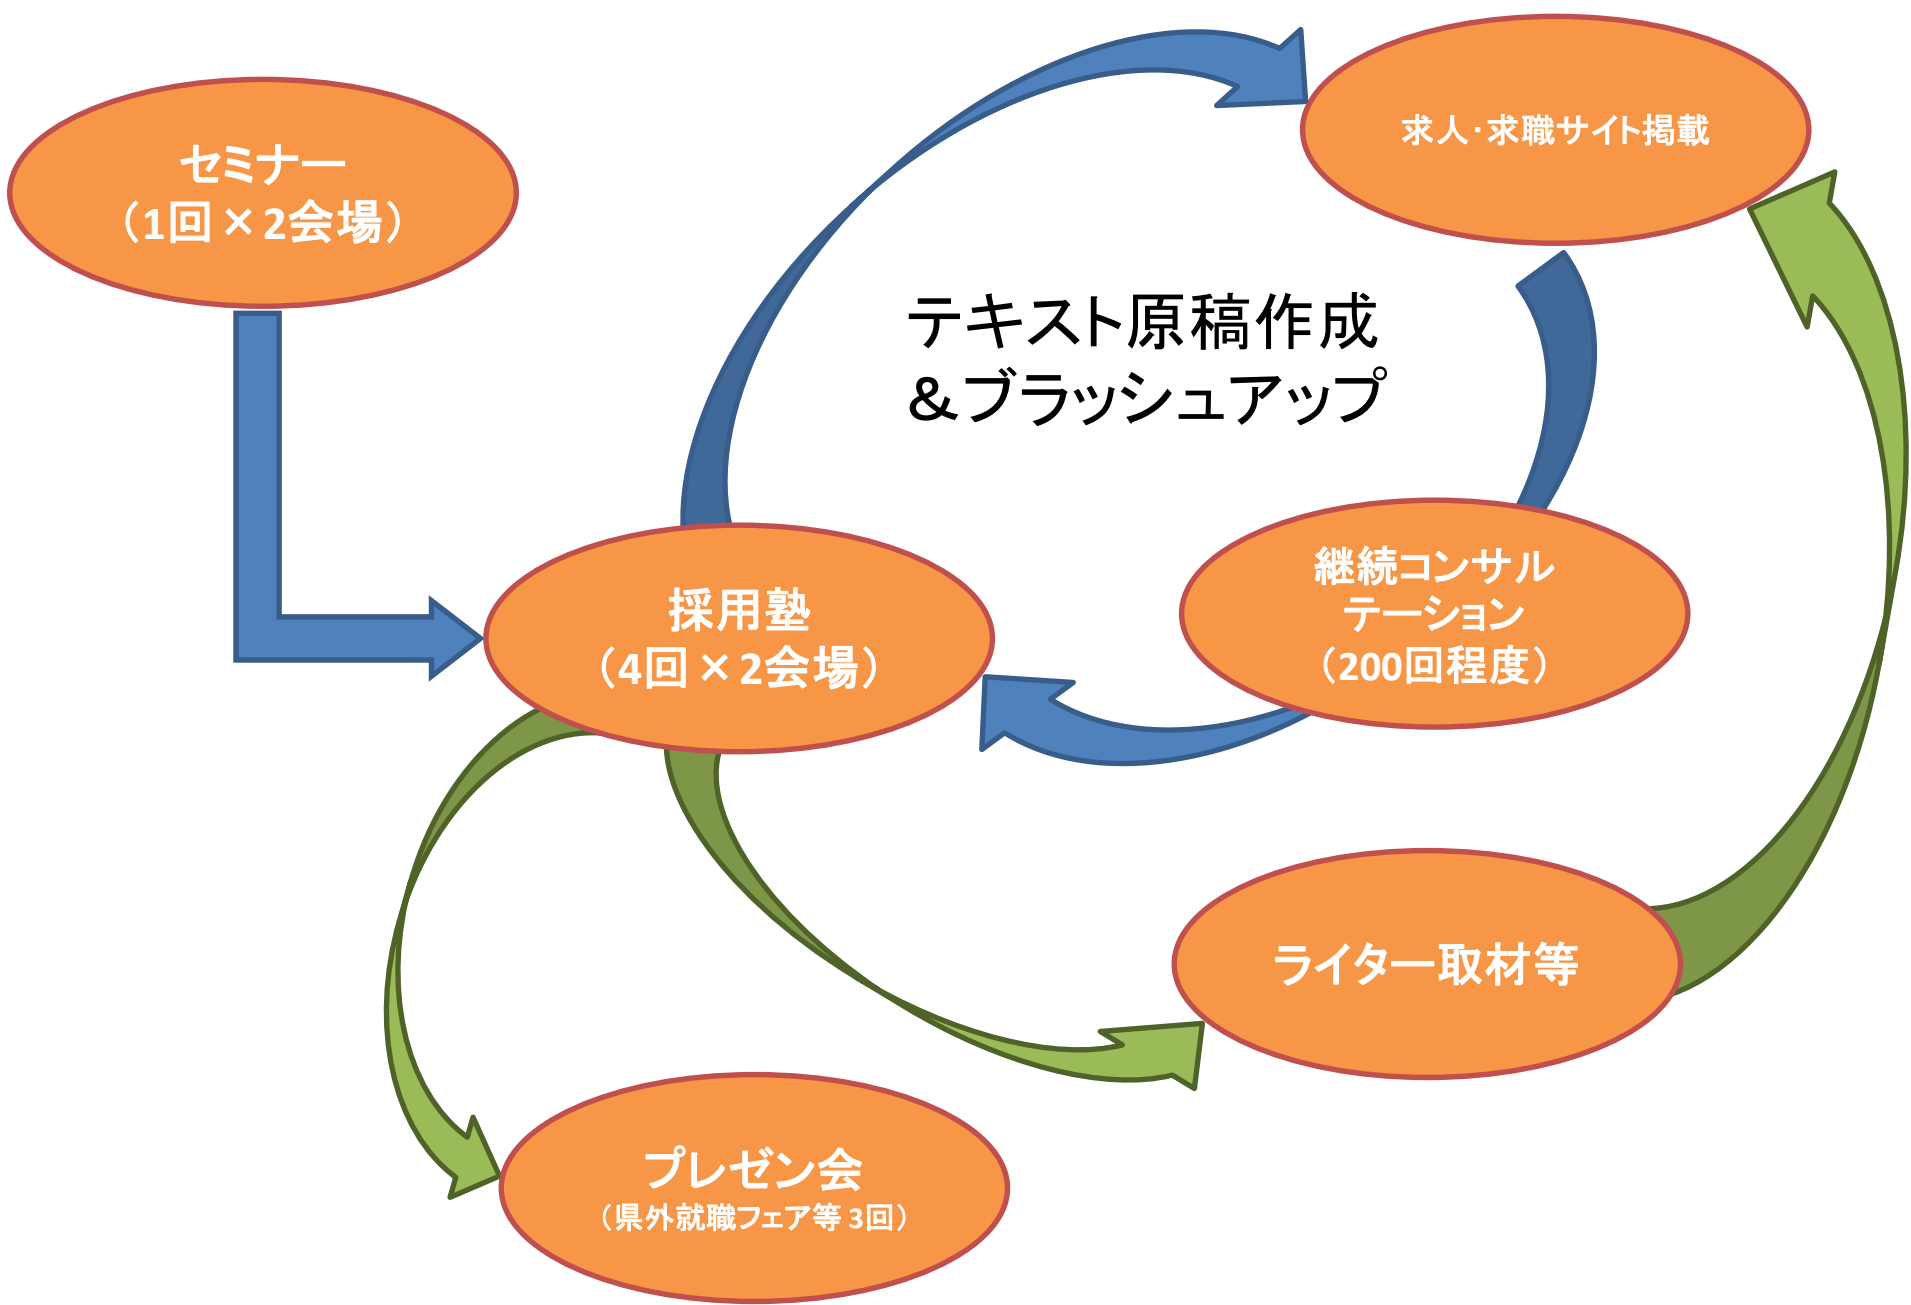 セミナー
（1回×2会場）
求人・求職サイト掲載
テキスト原稿作成
＆ブラッシュアップ
採用塾
（4回×2会場）
継続コンサル
テーション
（200回程度）
ライター取材等
プレゼン会
（県外就職フェア等 3回）